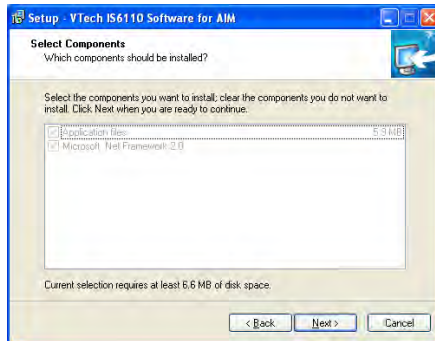 Setup - VTech IS6110 Software for AIM
Select Components
Which components should be installed?
Select the components you want to install; clear the components you do not want to
install. Click Next when you are ready to continue.
Application files 5.9 MB
Microsoft .Net Framework 2.0
Current selection requires at least 6.6 MB of disk space.
< Back Next > Cancel